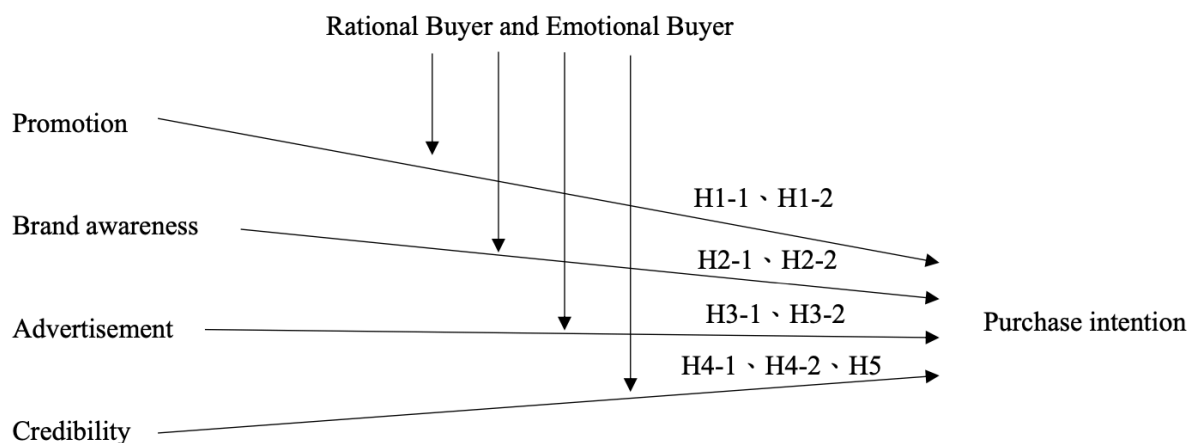 Rational Buyer and Emotional Buyer
Promotion
H1-1、H1-2
Brand awareness
H2-1、H2-2
Advertisement
H3-1、H3-2
Purchase intention
H4-1、H4-2、H5
Credibility